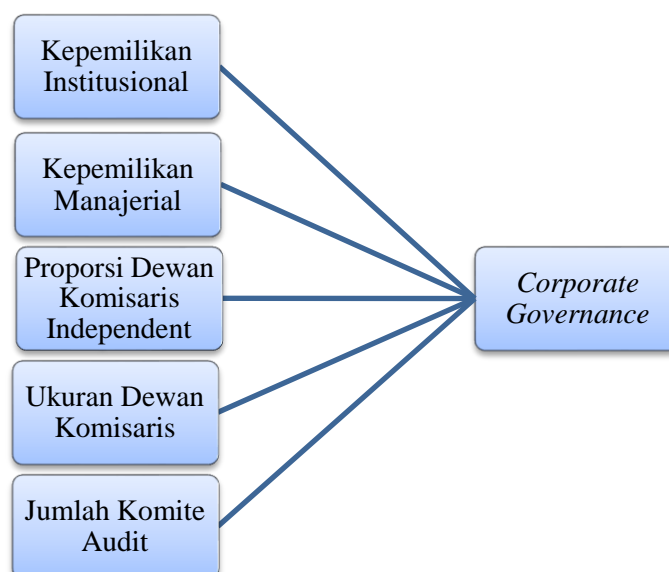 Kepemilikan
Institusional
Kepemilikan
Manajerial
Proporsi Dewan
Komisaris
Independent
Corporate
Governance
Ukuran Dewan
Komisaris
Jumlah Komite
Audit